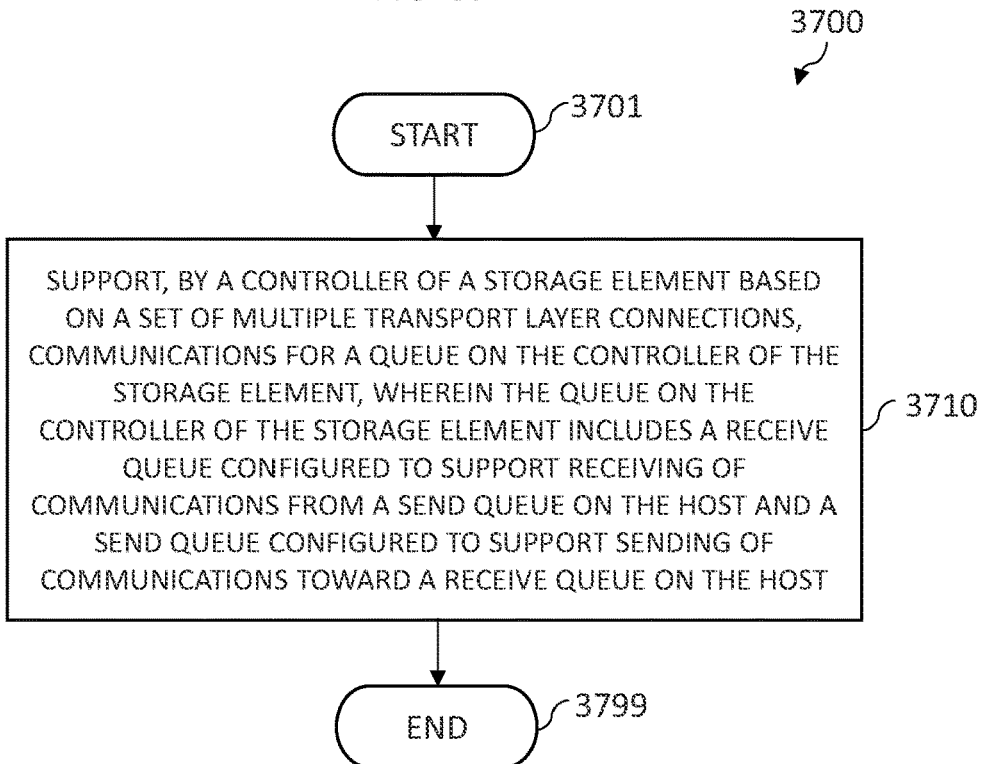 3700
START
3701
SUPPORT, BY A CONTROLLER OF A STORAGE ELEMENT BASED
ON A SET OF MULTIPLE TRANSPORT LAYER CONNECTIONS,
COMMUNICATIONS FOR A QUEUE ON THE CONTROLLER OF THE
STORAGE ELEMENT, WHEREIN THE QUEUE ON THE
CONTROLLER OF THE STORAGE ELEMENT INCLUDES A RECEIVE
QUEUE CONFIGURED TO SUPPORT RECEIVING OF
COMMUNICATIONS FROM A SEND QUEUE ON THE HOST AND A
SEND QUEUE CONFIGURED TO SUPPORT SENDING OF
COMMUNICATIONS TOWARD A RECEIVE QUEUE ON THE HOST
3710
END
3799